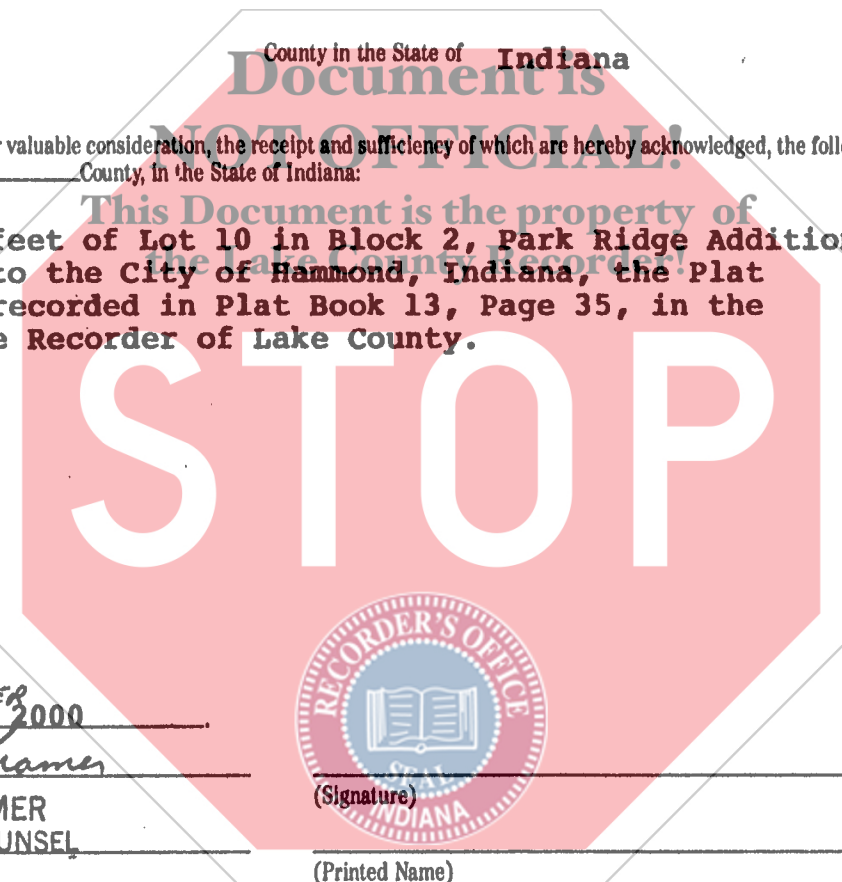 County in the State of Indiana
Document is
NOT OFFICIAL!
valuable consideration, the receipt and sufficiency of which are hereby acknowledged, the
County, in the State of Indiana:
This Document is the property of
the Lake County Recorder!
feet of Lot 10 in Block 2, Park Ridge Addition
to the City of Hammond, Indiana, the Plat
recorded in Plat Book 13, Page 35, in the
Recorder of Lake County.
STOP
RECORDER'S OFFICE
SEAL
INDIANA
2000
(Signature)
(Printed Name)